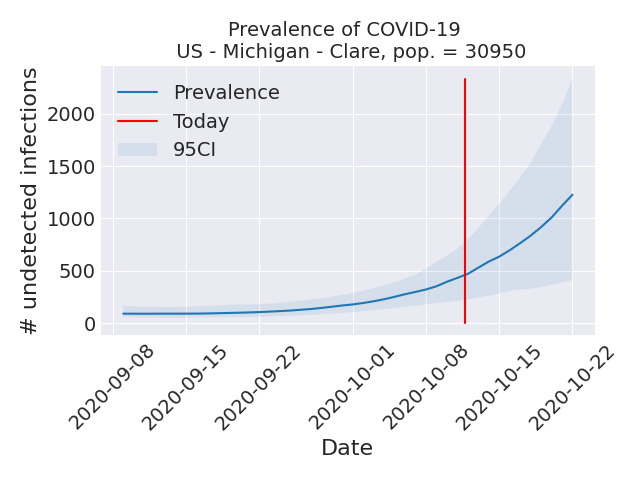 Prevalence of COVID-19
US - Michigan - Clare, pop. = 30950
Prevalence
Today
95CI
# undetected infections
2000
1500
1000
500
0
2020-09-08
2020-09-15
2020-09-22
2020-10-01
2020-10-08
2020-10-15
2020-10-22
Date